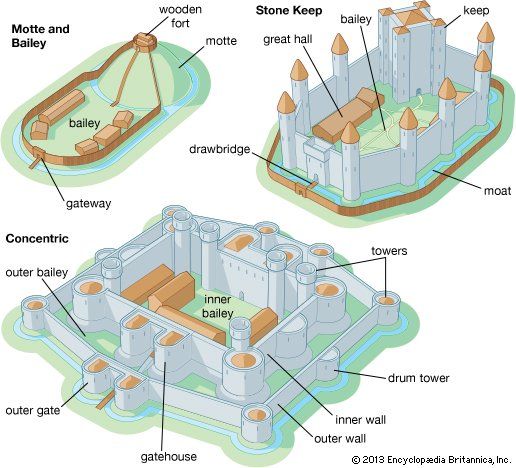 Motte and
Bailey
wooden
fort
motte
bailey
gateway
Stone Keep
bailey
keep
great hall
drawbridge
moat
Concentric
outer bailey
towers
inner
bailey
drum tower
outer gate
inner wall
outer wall
gatehouse
© 2013 Encyclopædia Britannica, Inc.